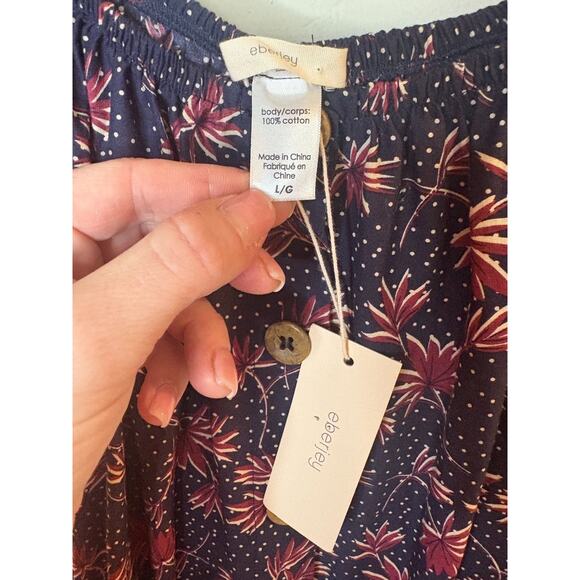 eberjey
body/corps:
100% cotton
Made in China
Fabriqué en
Chine
L/G
eberjey